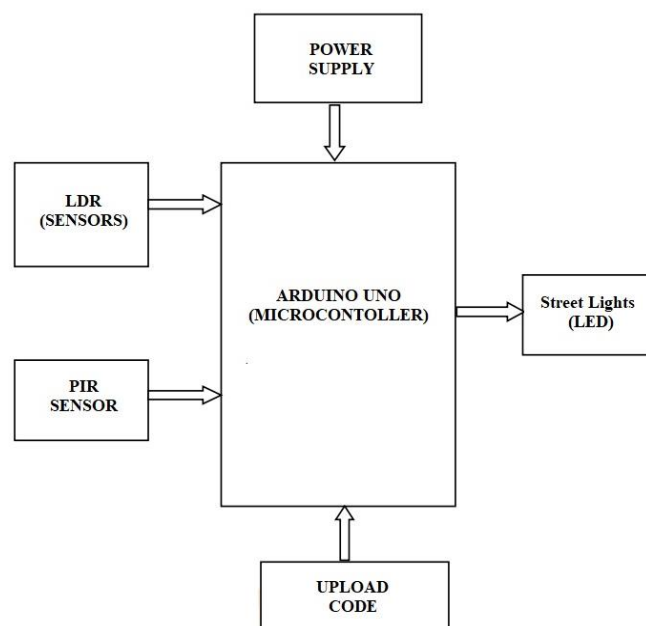 POWER
SUPPLY
LDR
(SENSORS)
ARDUINO UNO
(MICROCONTOLLER)
Street Lights
(LED)
PIR
SENSOR
UPLOAD
CODE